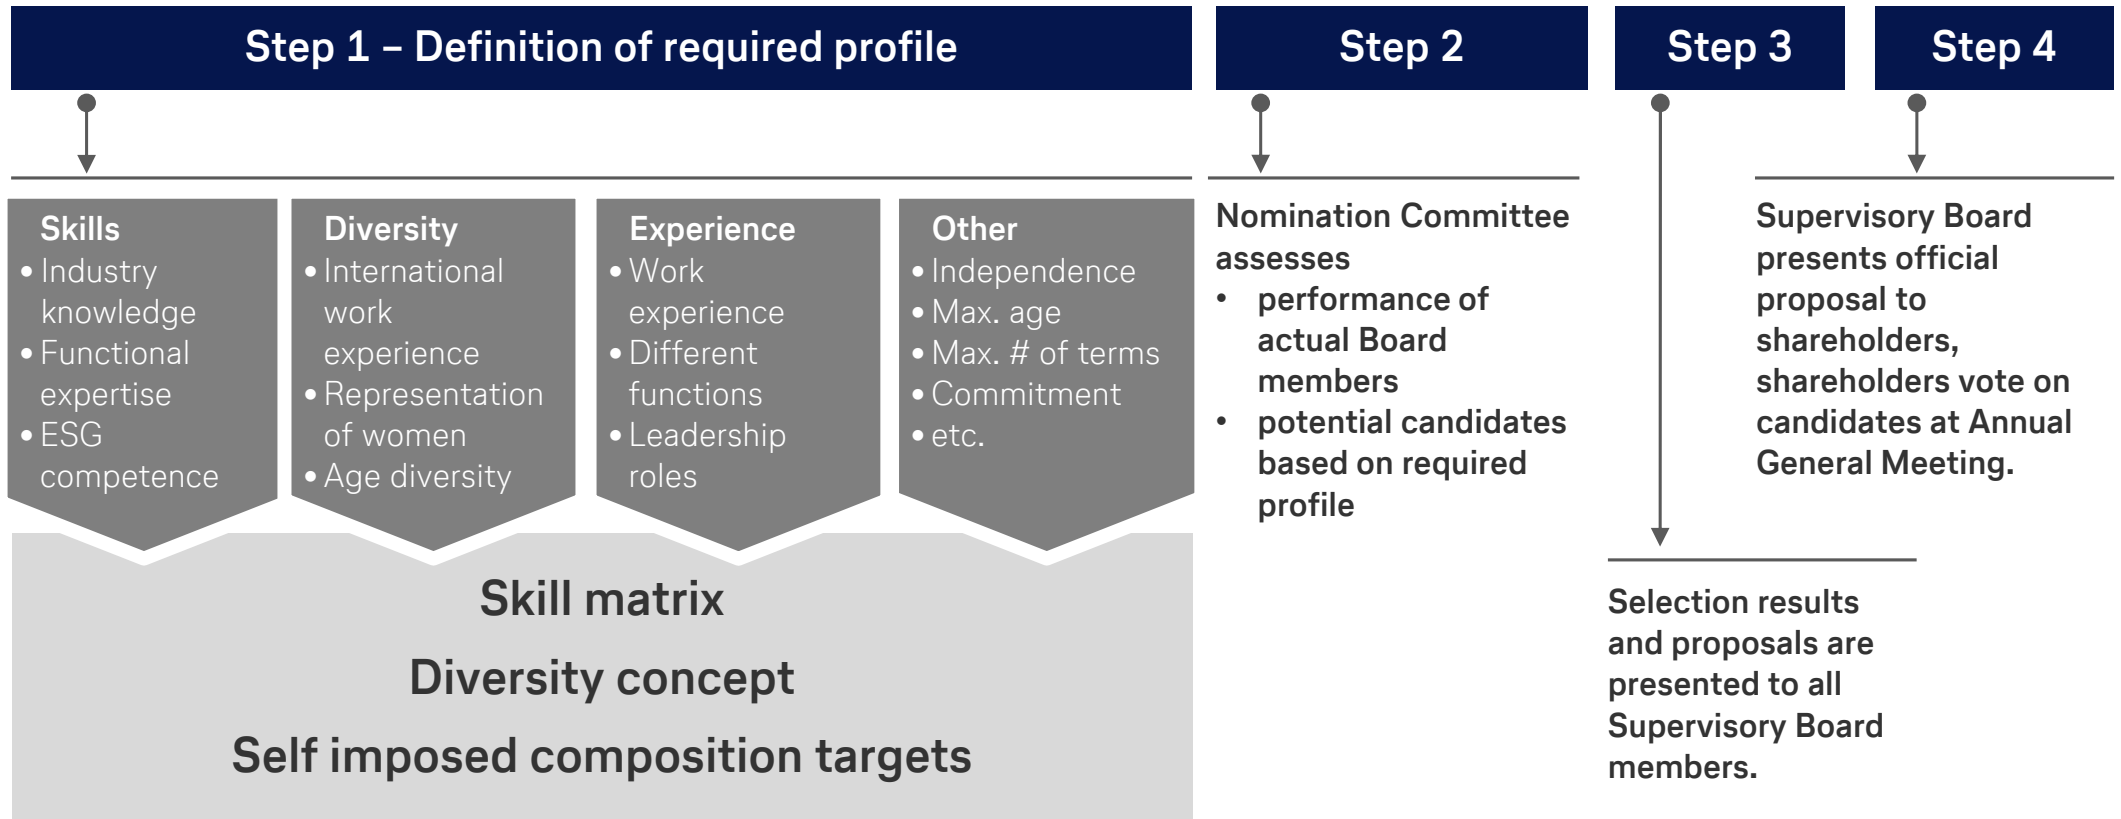 Step 1 – Definition of required profile
Skills
• Industry
knowledge
• Functional
expertise
• ESG
competence
Diversity
• International
work
experience
• Representation
of women
• Age diversity
Experience
• Work
experience
• Different
functions
• Leadership
roles
Other
• Independence
• Max. age
• Max. # of terms
• Commitment
• etc.
Skill matrix
Diversity concept
Self imposed composition targets
Step 2
Nomination Committee
assesses
• performance of
actual Board
members
• potential candidates
based on required
profile
Step 3
Selection results
and proposals are
presented to all
Supervisory Board
members.
Step 4
Supervisory Board
presents official
proposal to
shareholders,
shareholders vote on
candidates at Annual
General Meeting.